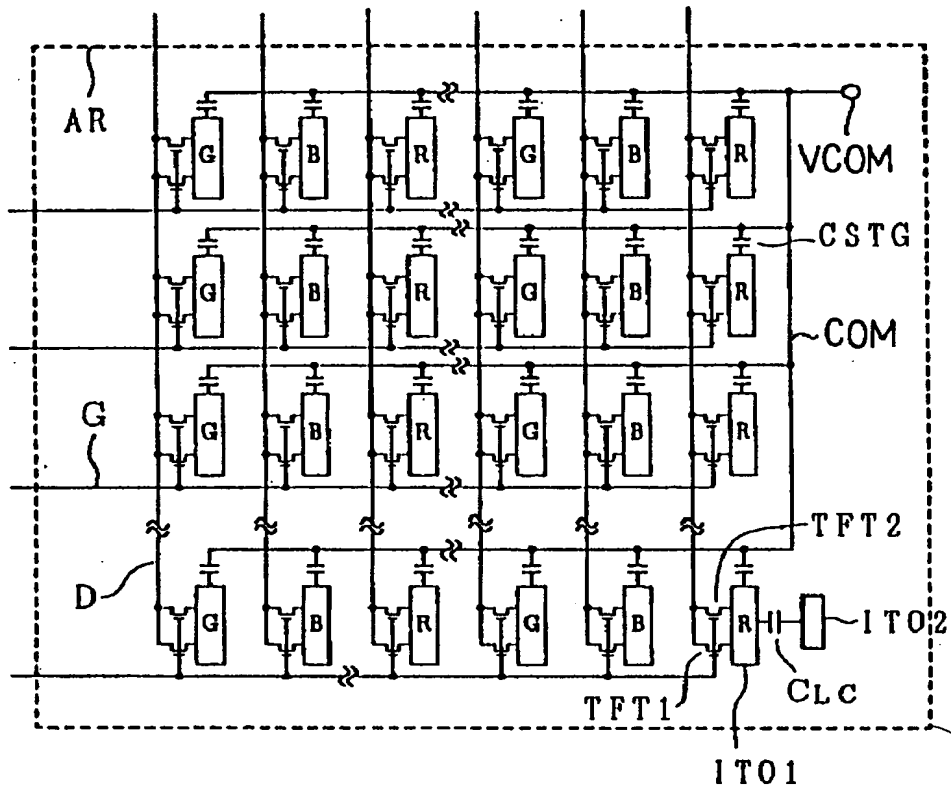 AR
VCOM
G B R G B R
CSTG
G B R G B R
COM
G
G B R G B R
TFT2
D
G B R G B R
ITO2
TFT1
CLC
ITO1